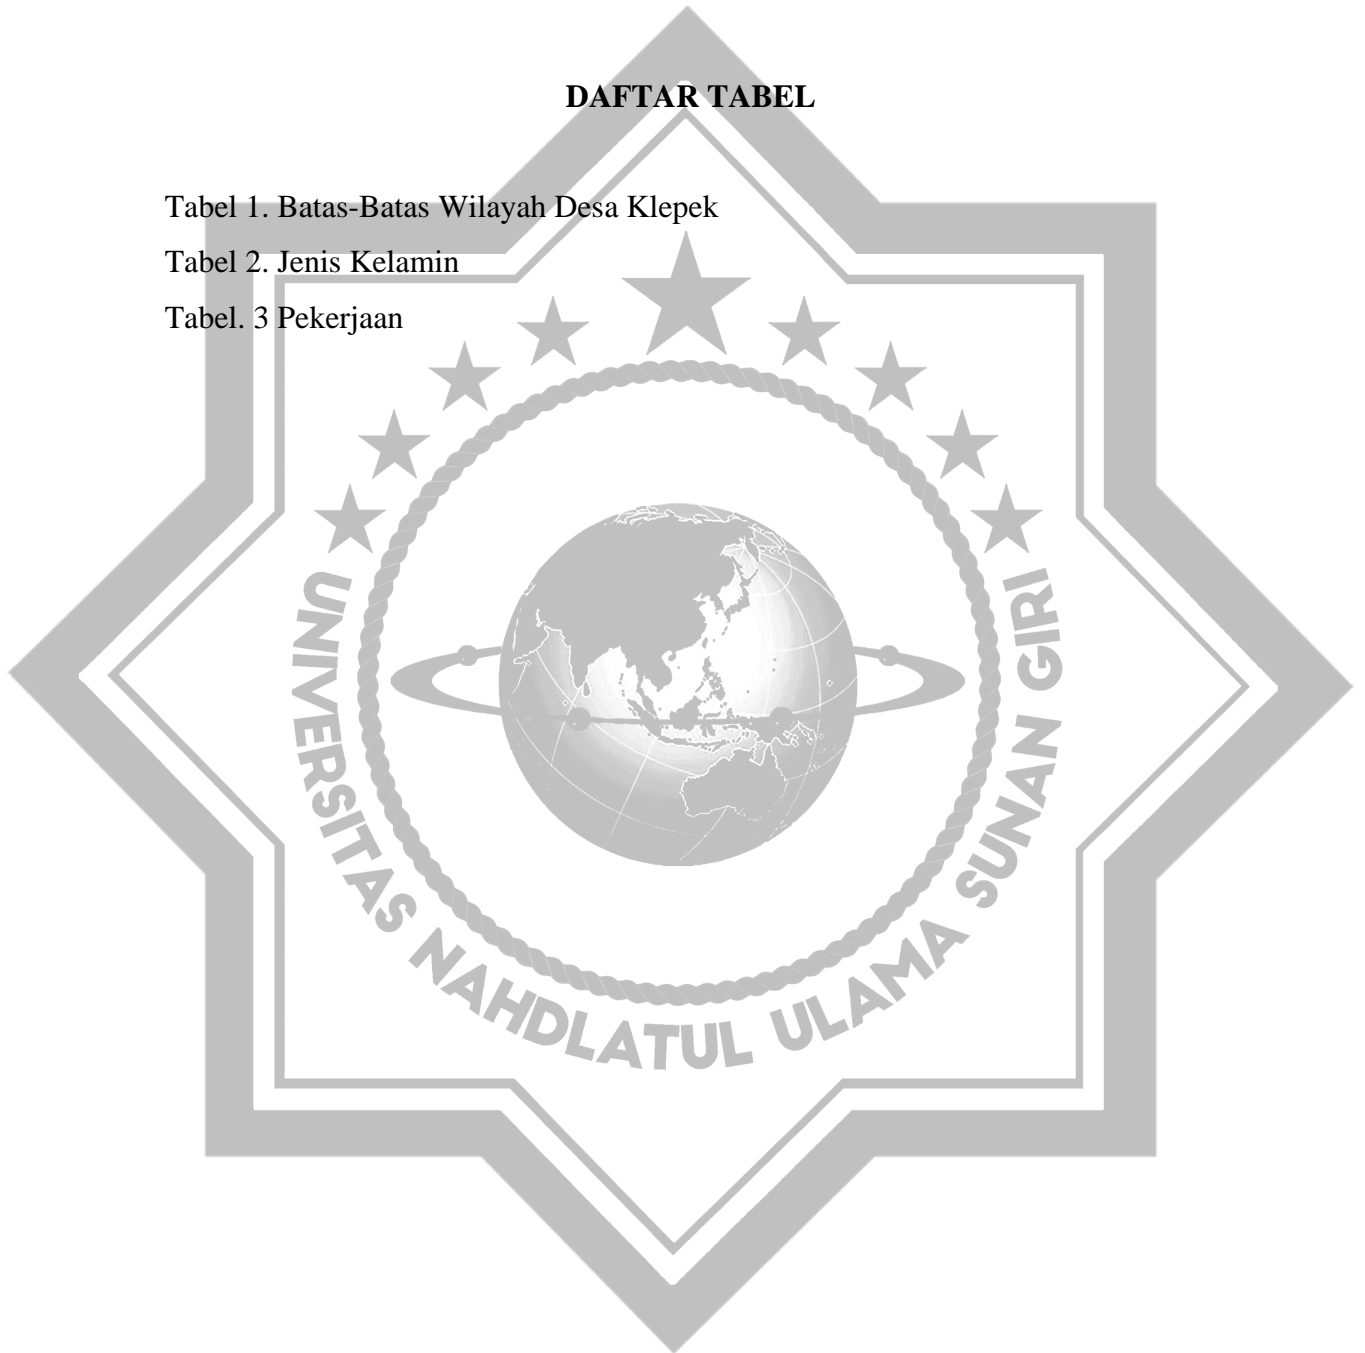 DAFTAR TABEL
Tabel 1. Batas-Batas Wilayah Desa Klepek
Tabel 2. Jenis Kelamin
Tabel. 3 Pekerjaan
UNIVERSITAS NAHDLATUL ULAMA SUNAN GIRI